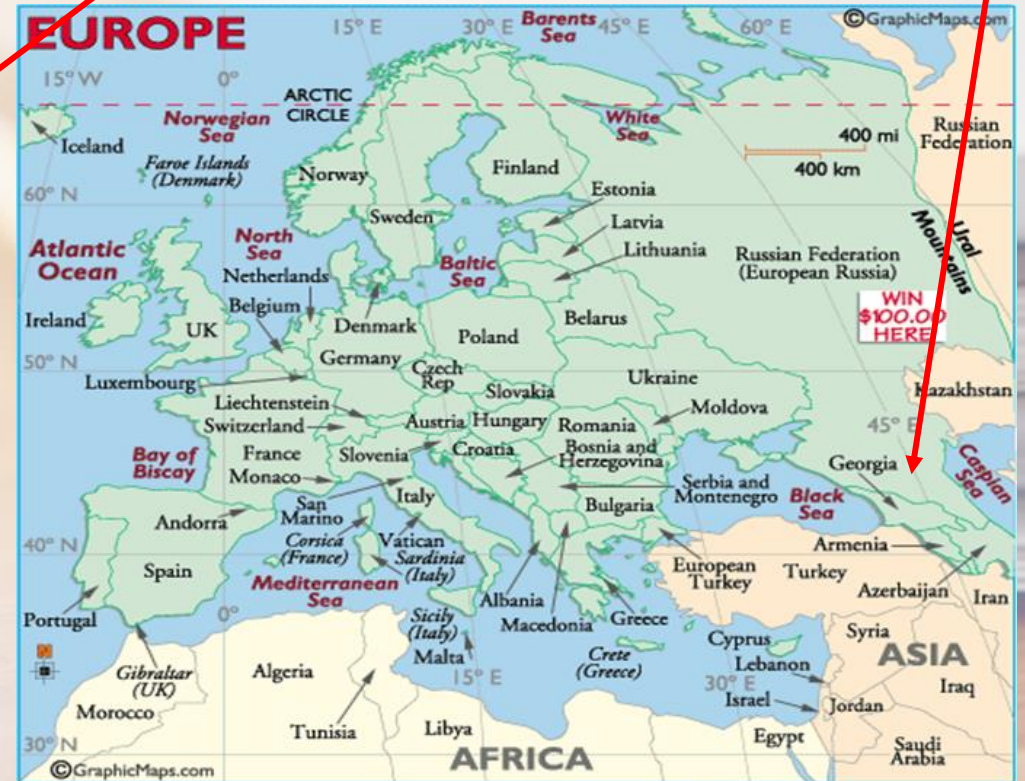 EUROPE
15° E
30° E
Barents
Sea
45° E
60° E
©GraphicMaps.com
15° W
0°
ARCTIC
CIRCLE
Norwegian
Sea
White
Sea
400 mi
400 km
Russian
Federation
Iceland
Faroe Islands
(Denmark)
Norway
Finland
60° N
Sweden
Estonia
Latvia
Lithuania
Atlantic
Ocean
North
Sea
Baltic
Sea
Russian Federation
(European Russia)
Ural
Mountains
Netherlands
Belgium
Ireland
UK
Denmark
Poland
Belarus
WIN
$100.00
HERE
50° N
Germany
Luxembourg
Czech
Rep
Slovakia
Ukraine
Kazakhstan
Liechtenstein
Switzerland
Austria
Hungary
Moldova
Romania
45° E
Bay of
Biscay
France
Monaco
Slovenia
Croatia
Bosnia and
Herzegovina
Georgia
Caspian
Sea
San
Marino
Italy
Serbia and
Montenegro
Bulgaria
Black
Sea
Andorra
Corsica
(France)
Vatican
Sardinia
(Italy)
40° N
Spain
Mediterranean
Sea
European
Turkey
Turkey
Armenia
Azerbaijan
Iran
Portugal
0°
Albania
Macedonia
Greece
Sicily
(Italy)
Malta
Crete
(Greece)
Cyprus
Lebanon
Syria
ASIA
N
Gibraltar
(UK)
Algeria
15° E
30° E
Israel
Jordan
Iraq
Morocco
Tunisia
Libya
Egypt
Saudi
Arabia
30° N
AFRICA
©GraphicMaps.com